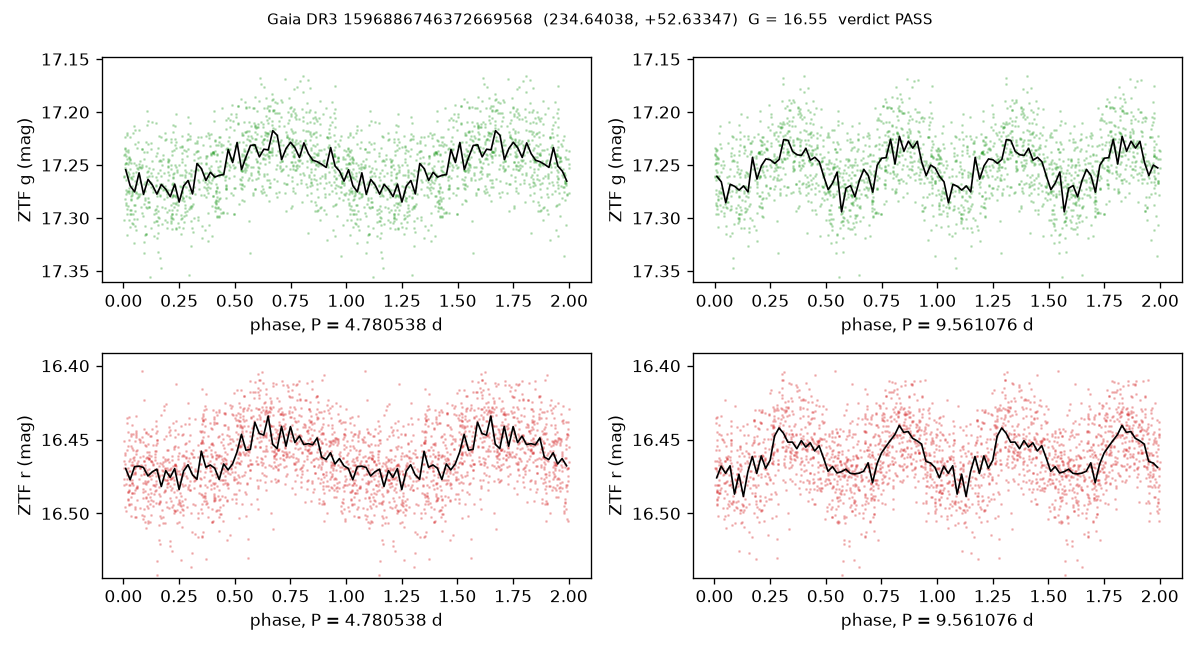 Gaia DR3 1596886746372669568  (234.64038, +52.63347)  G = 16.55  verdict PASS
17.15
17.20
17.25
17.30
17.35
ZTF g (mag)
0.00 0.25 0.50 0.75 1.00 1.25 1.50 1.75 2.00
phase, P = 4.780538 d
17.15
17.20
17.25
17.30
17.35
ZTF g (mag)
0.00 0.25 0.50 0.75 1.00 1.25 1.50 1.75 2.00
phase, P = 9.561076 d
16.40
16.45
16.50
ZTF r (mag)
0.00 0.25 0.50 0.75 1.00 1.25 1.50 1.75 2.00
phase, P = 4.780538 d
16.40
16.45
16.50
ZTF r (mag)
0.00 0.25 0.50 0.75 1.00 1.25 1.50 1.75 2.00
phase, P = 9.561076 d